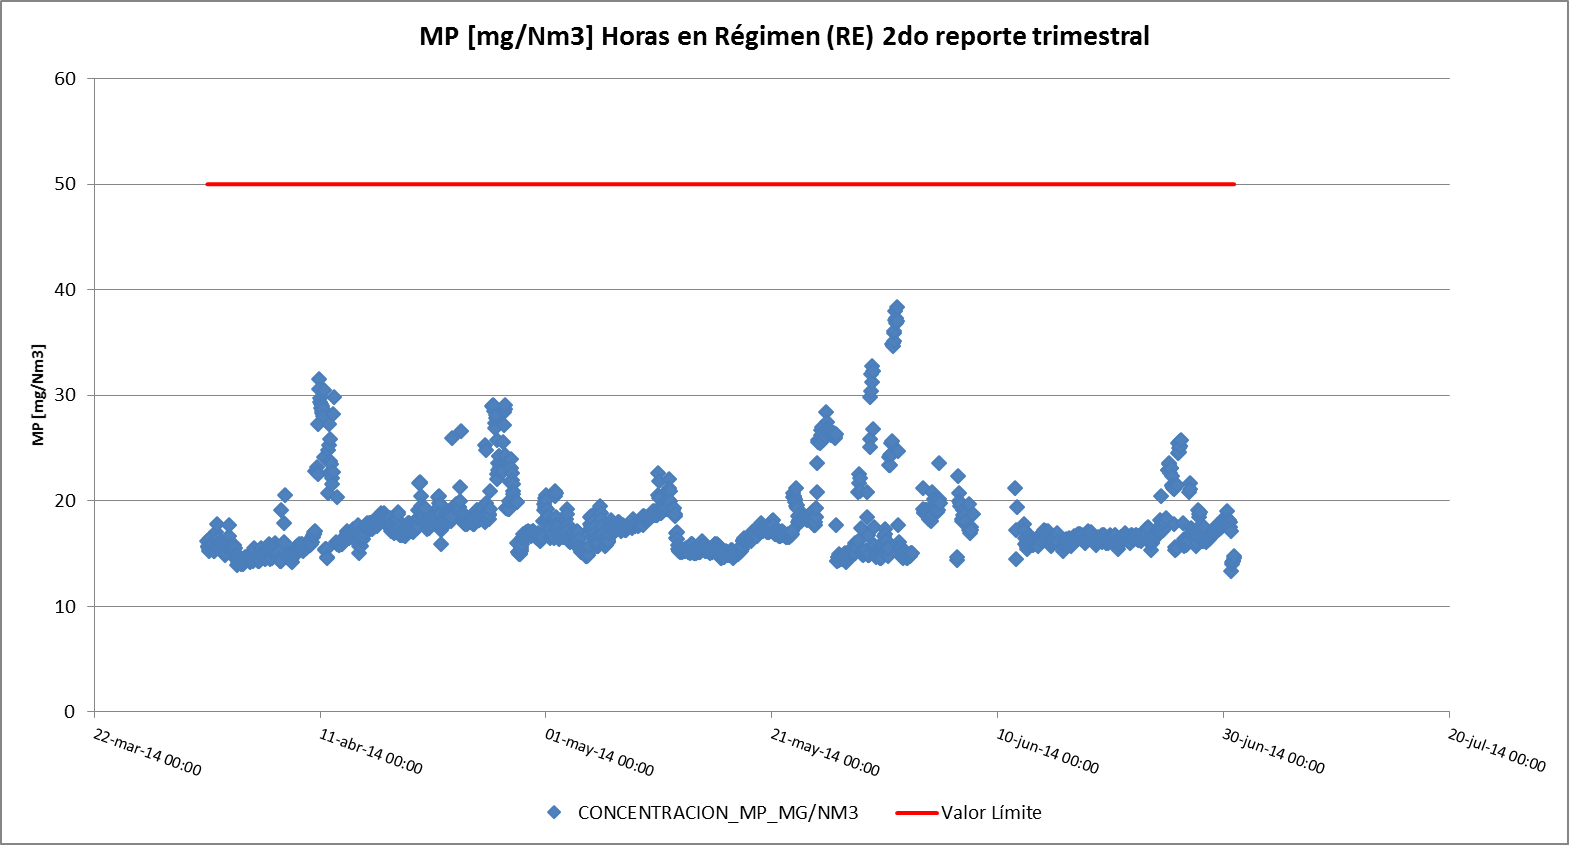 MP [mg/Nm3] Horas en Régimen (RE) 2do reporte trimestral
60
50
40
30
20
10
0
MP [mg/Nm3]
22-mar-14 00:00
11-abr-14 00:00
01-may-14 00:00
21-may-14 00:00
10-jun-14 00:00
30-jun-14 00:00
20-jul-14 00:00
CONCENTRACION_MP_MG/NM3
Valor Límite